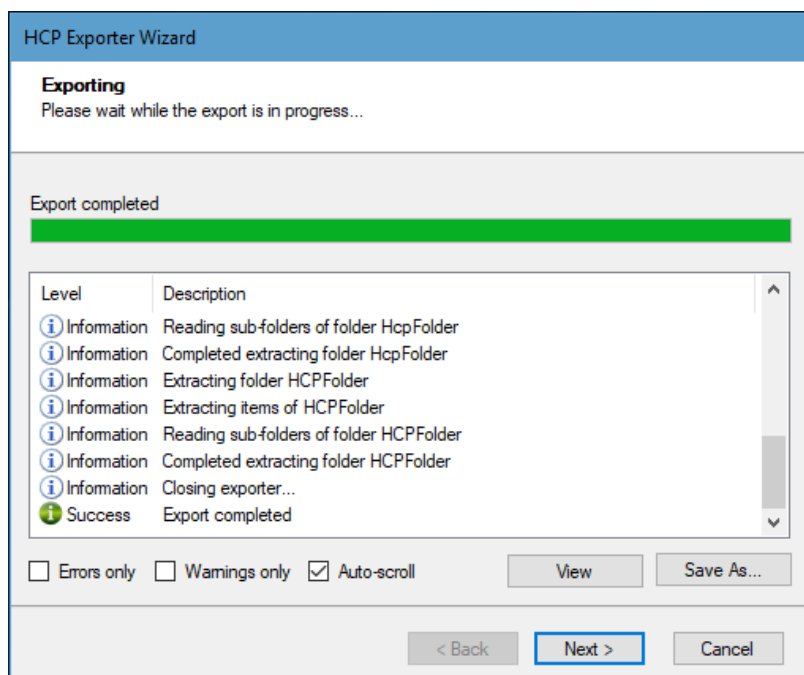 HCP Exporter Wizard
Exporting
Please wait while the export is in progress...
Export completed
Level Description
Information Reading sub-folders of folder HcpFolder
Information Completed extracting folder HcpFolder
Information Extracting folder HCPFolder
Information Extracting items of HCPFolder
Information Reading sub-folders of folder HCPFolder
Information Completed extracting folder HCPFolder
Information Closing exporter...
Success Export completed
Errors only Warnings only Auto-scroll View Save As...
< Back Next > Cancel